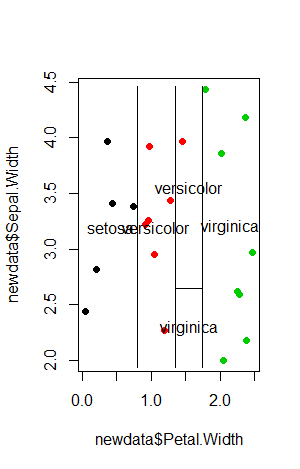 4.5
4.0
3.5
3.0
2.5
2.0
newdata$Sepal.Width
versicolor
setosa versicolor virginica
virginica
0.0 1.0 2.0
newdata$Petal.Width